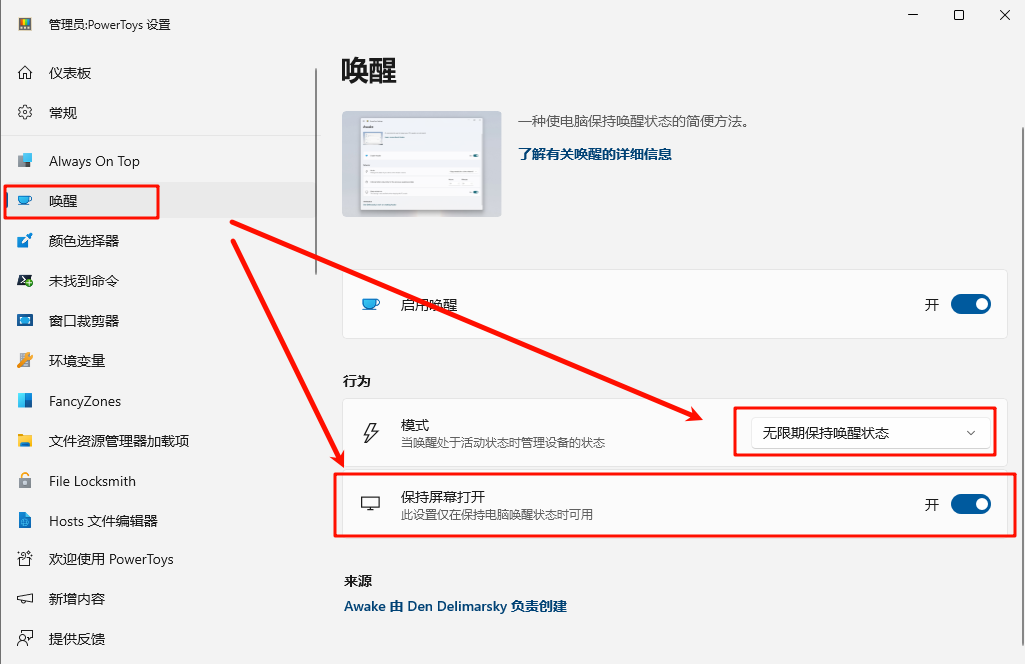 管理员:PowerToys 设置
仪表板
常规
Always On Top
唤醒
颜色选择器
未找到命令
窗口裁剪器
环境变量
FancyZones
文件资源管理器加载项
File Locksmith
Hosts 文件编辑器
欢迎使用 PowerToys
新增内容
提供反馈
唤醒
一种使电脑保持唤醒状态的简便方法。
了解有关唤醒的详细信息
启用唤醒
开
行为
模式
当唤醒处于活动状态时管理设备的状态
无限期保持唤醒状态
保持屏幕打开
此设置仅在保持电脑唤醒状态时可用
开
来源
Awake 由 Den Delimarsky 负责创建